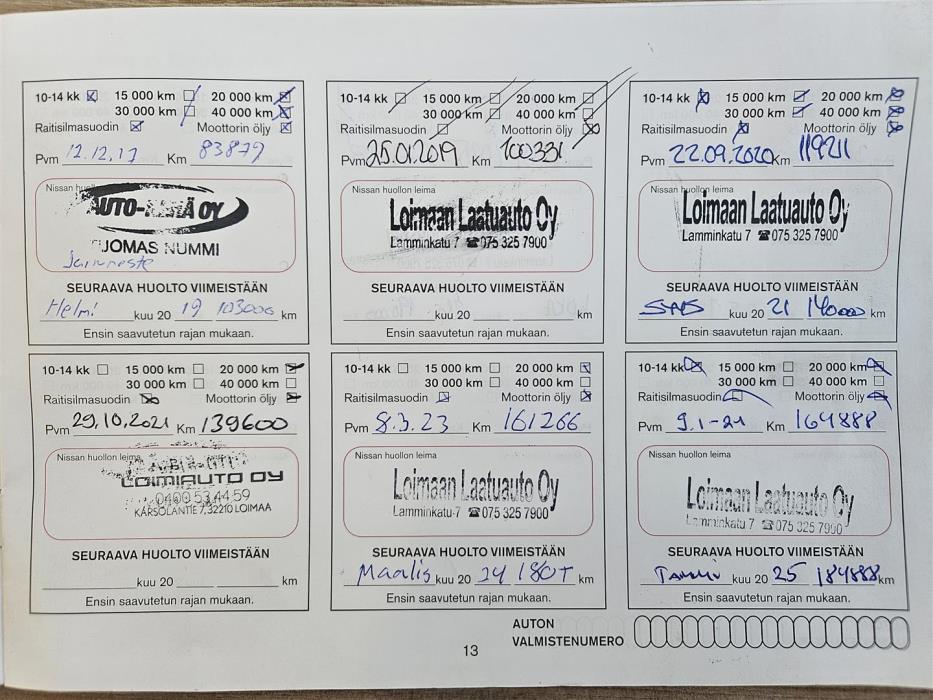 10-14 kk 15 000 km 20 000 km
30 000 km 40 000 km
Raitisilmasuodin Moottorin öljy
Pvm 12.12.17 Km 83879
Nissan huollon leima
AUTO- OY
TUOMAS NUMMI
SEURAAVA HUOLTO VIIMEISTÄÄN
Helmi kuu 20 19 103000 km
Ensin saavutetun rajan mukaan.
10-14 kk 15 000 km 20 000 km
30 000 km 40 000 km
Raitisilmasuodin Moottorin öljy
Pvm 25.01.2019 Km 100331
Nissan huollon leima
Loimaan Laatuauto Oy
Lamminkatu 7 ☎075 325 7900
SEURAAVA HUOLTO VIIMEISTÄÄN
kuu 20 km
Ensin saavutetun rajan mukaan.
10-14 kk 15 000 km 20 000 km
30 000 km 40 000 km
Raitisilmasuodin Moottorin öljy
Pvm 22.09.2020 Km 119211
Nissan huollon leima
Loimaan Laatuauto Oy
Lamminkatu 7 ☎075 325 7900
SEURAAVA HUOLTO VIIMEISTÄÄN
kuu 20 21 140000 km
Ensin saavutetun rajan mukaan.
10-14 kk 15 000 km 20 000 km
30 000 km 40 000 km
Raitisilmasuodin Moottorin öljy
Pvm 29.10.2021 Km 139600
Nissan huollon leima
LOIMIAUTO OY
0400 53 44 59
KARSOLANTIE 7, 32210 LOIMAA
SEURAAVA HUOLTO VIIMEISTÄÄN
kuu 20 km
Ensin saavutetun rajan mukaan.
10-14 kk 15 000 km 20 000 km
30 000 km 40 000 km
Raitisilmasuodin Moottorin öljy
Pvm 8.3.23 Km 161266
Nissan huollon leima
Loimaan Laatuauto Oy
Lamminkatu 7 ☎075 325 7900
SEURAAVA HUOLTO VIIMEISTÄÄN
Maalis kuu 20 24 180T km
Ensin saavutetun rajan mukaan.
10-14 kk 15 000 km 20 000 km
30 000 km 40 000 km
Raitisilmasuodin Moottorin öljy
Pvm 9.1-24 Km 164888
Nissan huollon leima
Loimaan Laatuauto Oy
Lamminkatu 7 ☎075 325 7900
SEURAAVA HUOLTO VIIMEISTÄÄN
Tammi kuu 20 25 184888 km
Ensin saavutetun rajan mukaan.
AUTON
VALMISTENUMERO
13